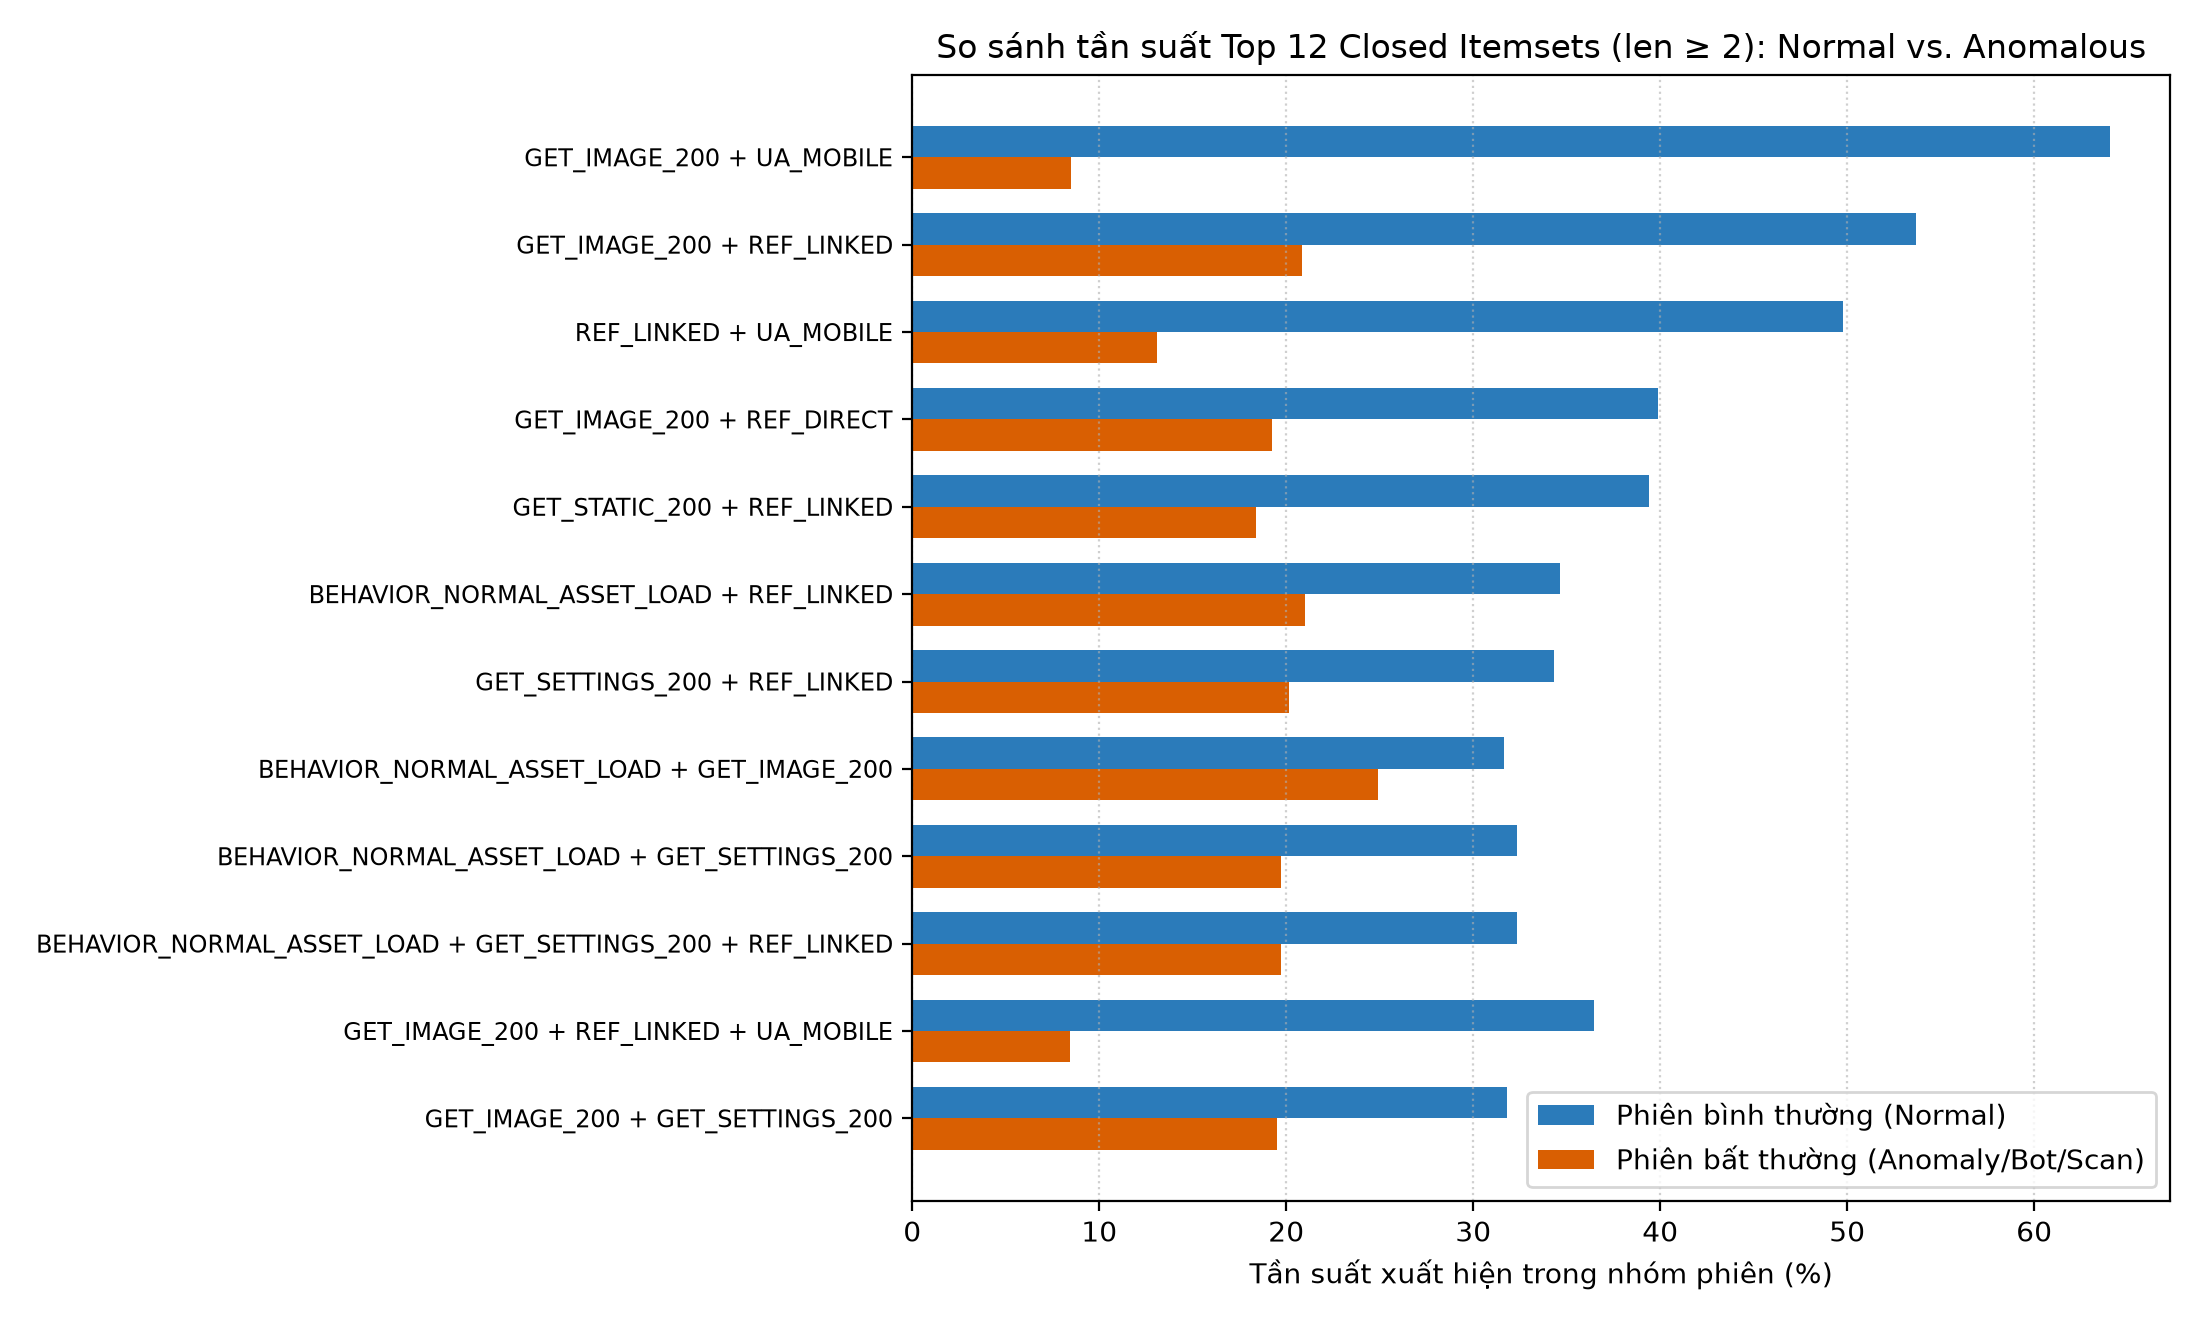 So sánh tần suất Top 12 Closed Itemsets (len ≥ 2): Normal vs. Anomalous
GET_IMAGE_200 + UA_MOBILE
GET_IMAGE_200 + REF_LINKED
REF_LINKED + UA_MOBILE
GET_IMAGE_200 + REF_DIRECT
GET_STATIC_200 + REF_LINKED
BEHAVIOR_NORMAL_ASSET_LOAD + REF_LINKED
GET_SETTINGS_200 + REF_LINKED
BEHAVIOR_NORMAL_ASSET_LOAD + GET_IMAGE_200
BEHAVIOR_NORMAL_ASSET_LOAD + GET_SETTINGS_200
BEHAVIOR_NORMAL_ASSET_LOAD + GET_SETTINGS_200 + REF_LINKED
GET_IMAGE_200 + REF_LINKED + UA_MOBILE
GET_IMAGE_200 + GET_SETTINGS_200
Phiên bình thường (Normal)
Phiên bất thường (Anomaly/Bot/Scan)
0 10 20 30 40 50 60
Tần suất xuất hiện trong nhóm phiên (%)